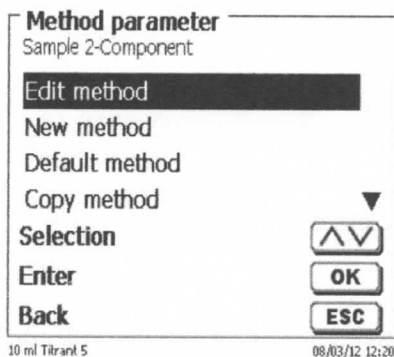 Method parameter
Sample 2-Component
Edit method
New method
Default method
Copy method
Selection
Enter OK
Back ESC
10 ml Titrant 5 08/03/12 12:20